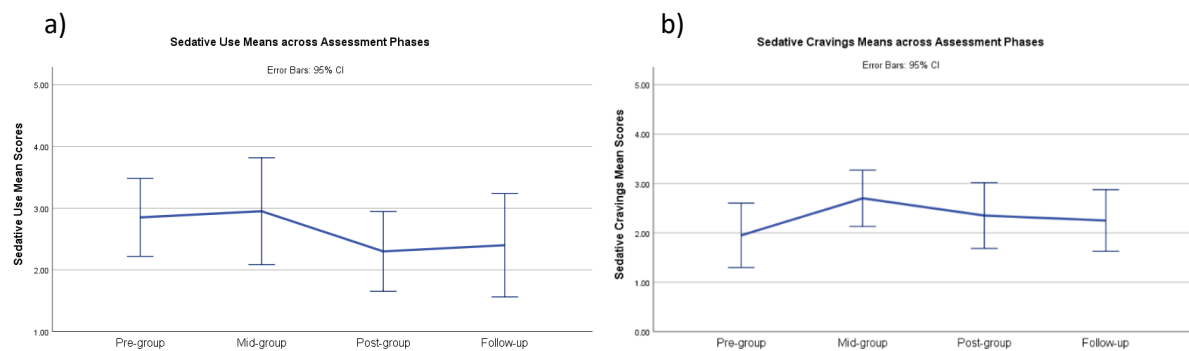 a)
Sedative Use Means across Assessment Phases
Error Bars: 95% CI
Sedative Use Mean Scores
5.00
4.00
3.00
2.00
1.00
Pre-group Mid-group Post-group Follow-up
b)
Sedative Cravings Means across Assessment Phases
Error Bars: 95% CI
Sedative Cravings Mean Scores
5.00
4.00
3.00
2.00
1.00
0.00
Pre-group Mid-group Post-group Follow-up